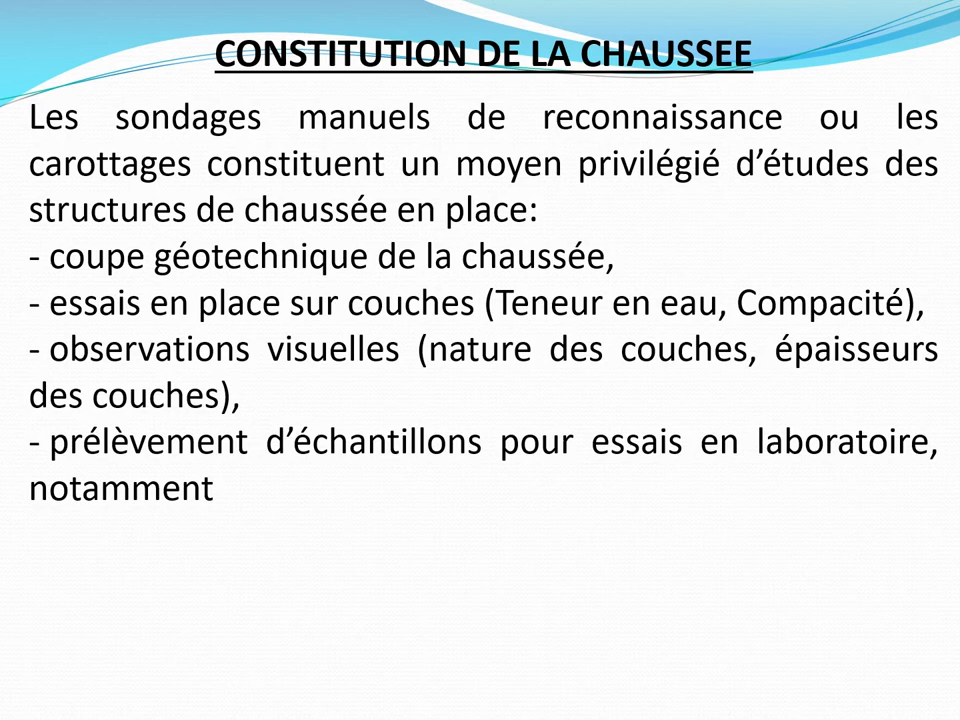 CONSTITUTION DE LA CHAUSSEE
Les sondages manuels de reconnaissance ou les
carottages constituent un moyen privilégié d’études des
structures de chaussée en place:
- coupe géotechnique de la chaussée,
- essais en place sur couches (Teneur en eau, Compacité),
- observations visuelles (nature des couches, épaisseurs
des couches),
- prélèvement d’échantillons pour essais en laboratoire,
notamment